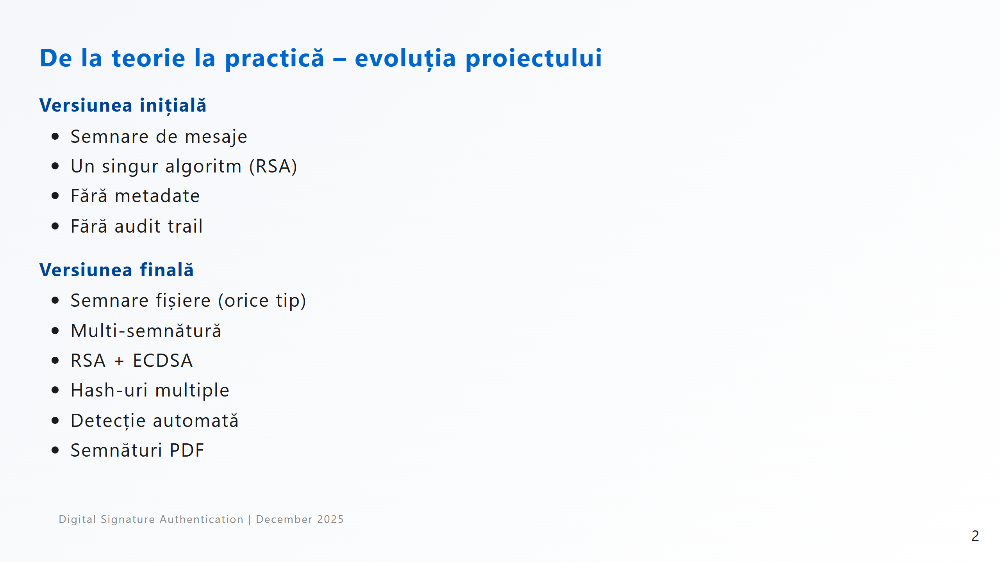 De la teorie la practică – evoluția proiectului
Versiunea inițială
• Semnare de mesaje
• Un singur algoritm (RSA)
• Fără metadate
• Fără audit trail
Versiunea finală
• Semnare fișiere (orice tip)
• Multi-semnătură
• RSA + ECDSA
• Hash-uri multiple
• Detecție automată
• Semnături PDF
Digital Signature Authentication | December 2025
2